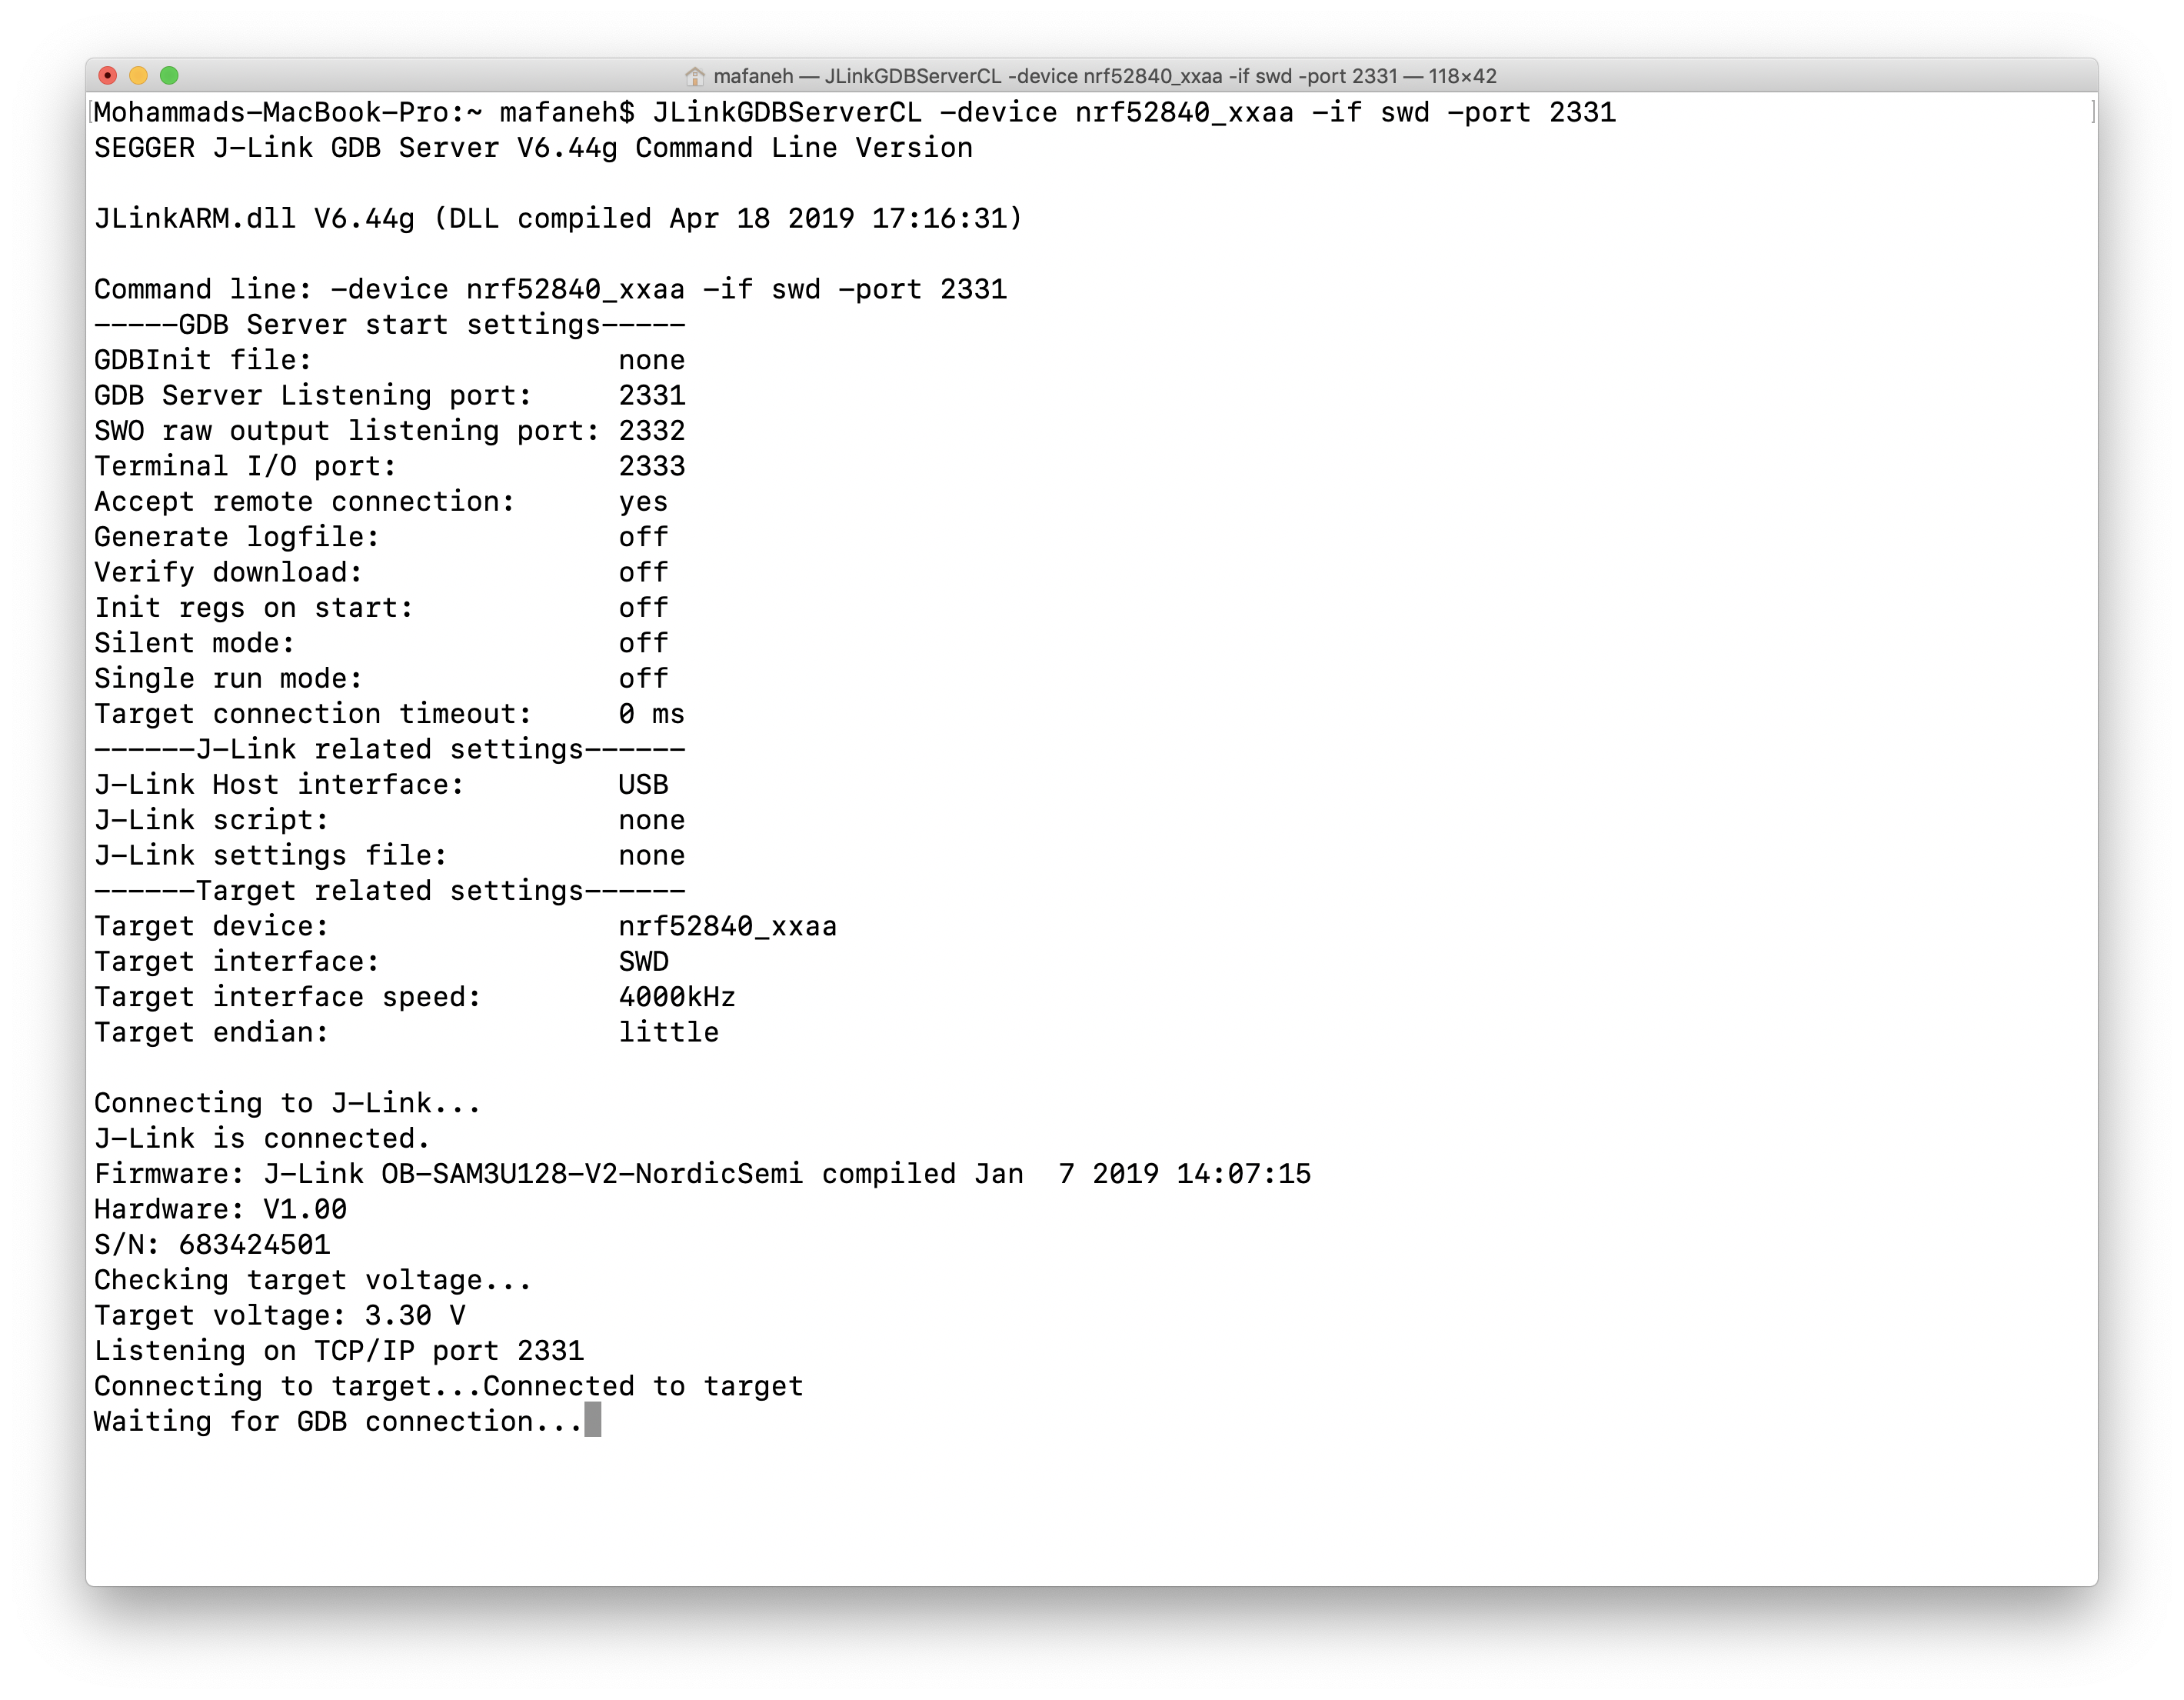 mafaneh — JLinkGDBServerCL -device nrf52840_xxaa -if swd -port 2331 — 118×42
[Mohammads-MacBook-Pro:~ mafaneh$ JLinkGDBServerCL -device nrf52840_xxaa -if swd -port 2331 ]
SEGGER J-Link GDB Server V6.44g Command Line Version
JLinkARM.dll V6.44g (DLL compiled Apr 18 2019 17:16:31)
Command line: -device nrf52840_xxaa -if swd -port 2331
-----GDB Server start settings-----
GDBInit file:                  none
GDB Server Listening port:     2331
SWO raw output listening port: 2332
Terminal I/O port:             2333
Accept remote connection:      yes
Generate logfile:              off
Verify download:               off
Init regs on start:            off
Silent mode:                   off
Single run mode:               off
Target connection timeout:     0 ms
------J-Link related settings------
J-Link Host interface:         USB
J-Link script:                 none
J-Link settings file:          none
------Target related settings------
Target device:                 nrf52840_xxaa
Target interface:              SWD
Target interface speed:        4000kHz
Target endian:                 little
Connecting to J-Link...
J-Link is connected.
Firmware: J-Link OB-SAM3U128-V2-NordicSemi compiled Jan  7 2019 14:07:15
Hardware: V1.00
S/N: 683424501
Checking target voltage...
Target voltage: 3.30 V
Listening on TCP/IP port 2331
Connecting to target...Connected to target
Waiting for GDB connection...